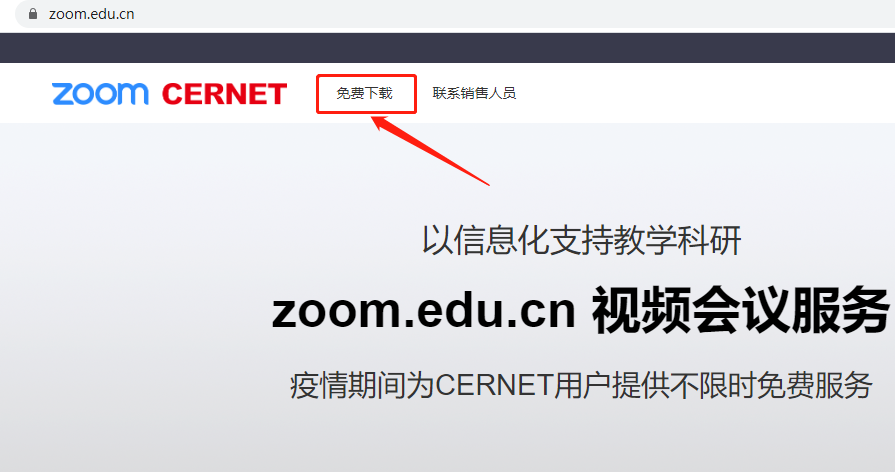 zoom.edu.cn
zoom CERNET 免费下载 联系销售人员
以信息化支持教学科研
zoom.edu.cn 视频会议服务
疫情期间为CERNET用户提供不限时免费服务